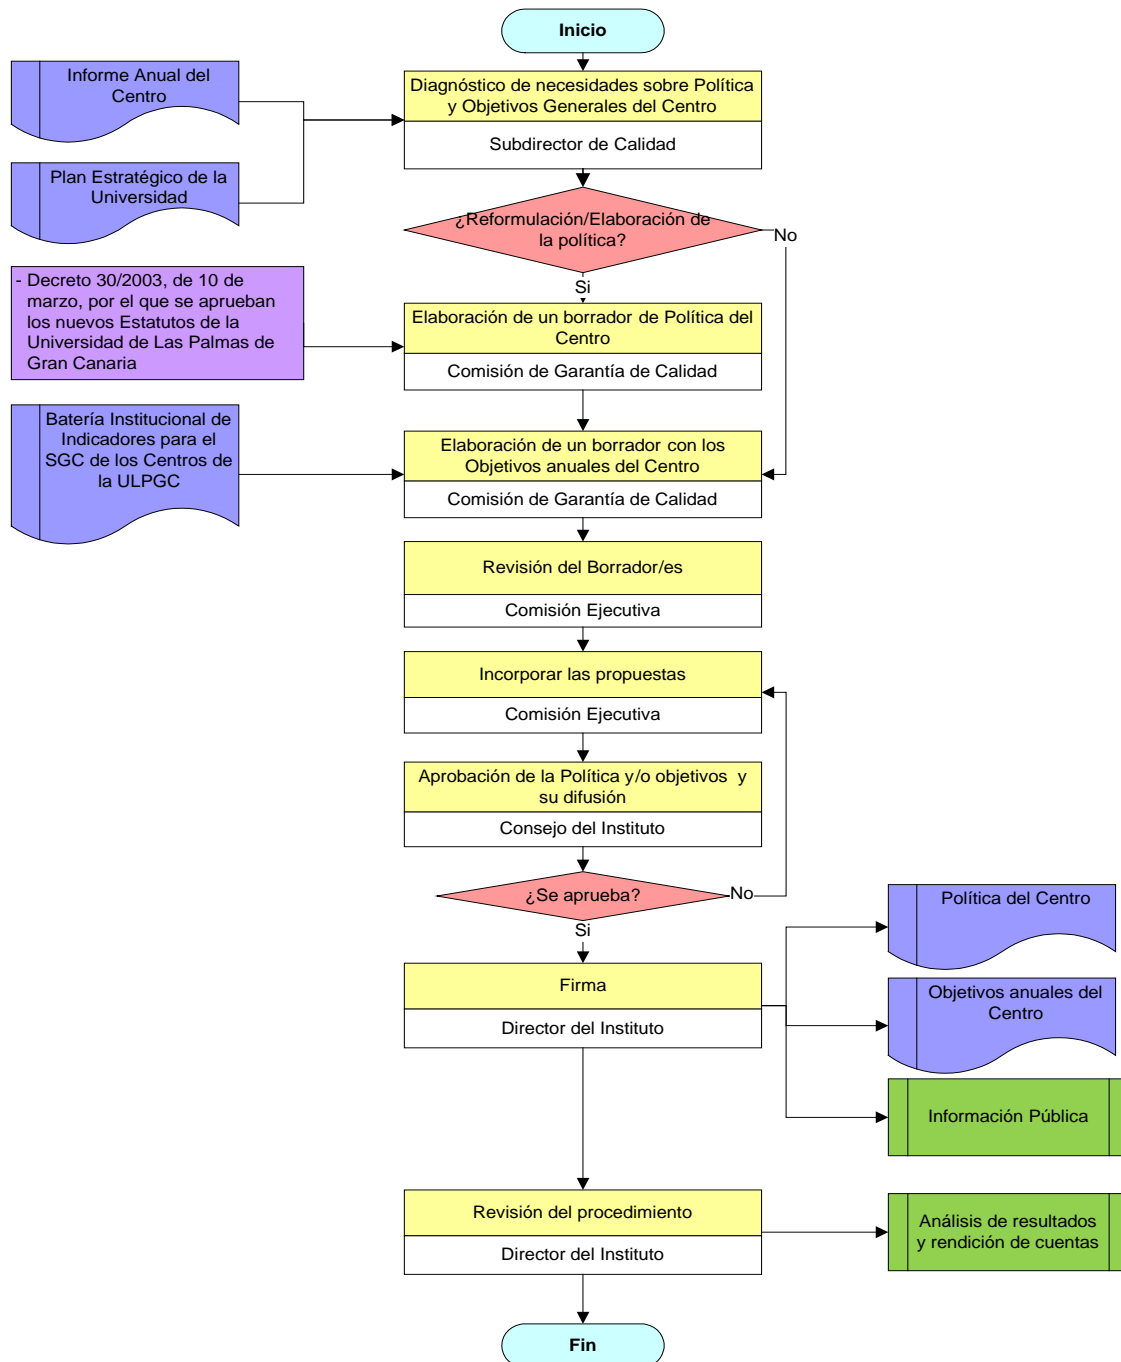 Inicio
Informe Anual del
Centro
Diagnóstico de necesidades sobre Política
y Objetivos Generales del Centro
Subdirector de Calidad
Plan Estratégico de la
Universidad
¿Reformulación/Elaboración de
la política?
No
Si
- Decreto 30/2003, de 10 de
marzo, por el que se aprueban
los nuevos Estatutos de la
Universidad de Las Palmas de
Gran Canaria
Elaboración de un borrador de Política del
Centro
Comisión de Garantía de Calidad
Batería Institucional de
Indicadores para el
SGC de los Centros de
la ULPGC
Elaboración de un borrador con los
Objetivos anuales del Centro
Comisión de Garantía de Calidad
Revisión del Borrador/es
Comisión Ejecutiva
Incorporar las propuestas
Comisión Ejecutiva
Aprobación de la Política y/o objetivos y
su difusión
Consejo del Instituto
¿Se aprueba?
No
Si
Política del Centro
Firma
Director del Instituto
Objetivos anuales del
Centro
Información Pública
Revisión del procedimiento
Director del Instituto
Análisis de resultados
y rendición de cuentas
Fin